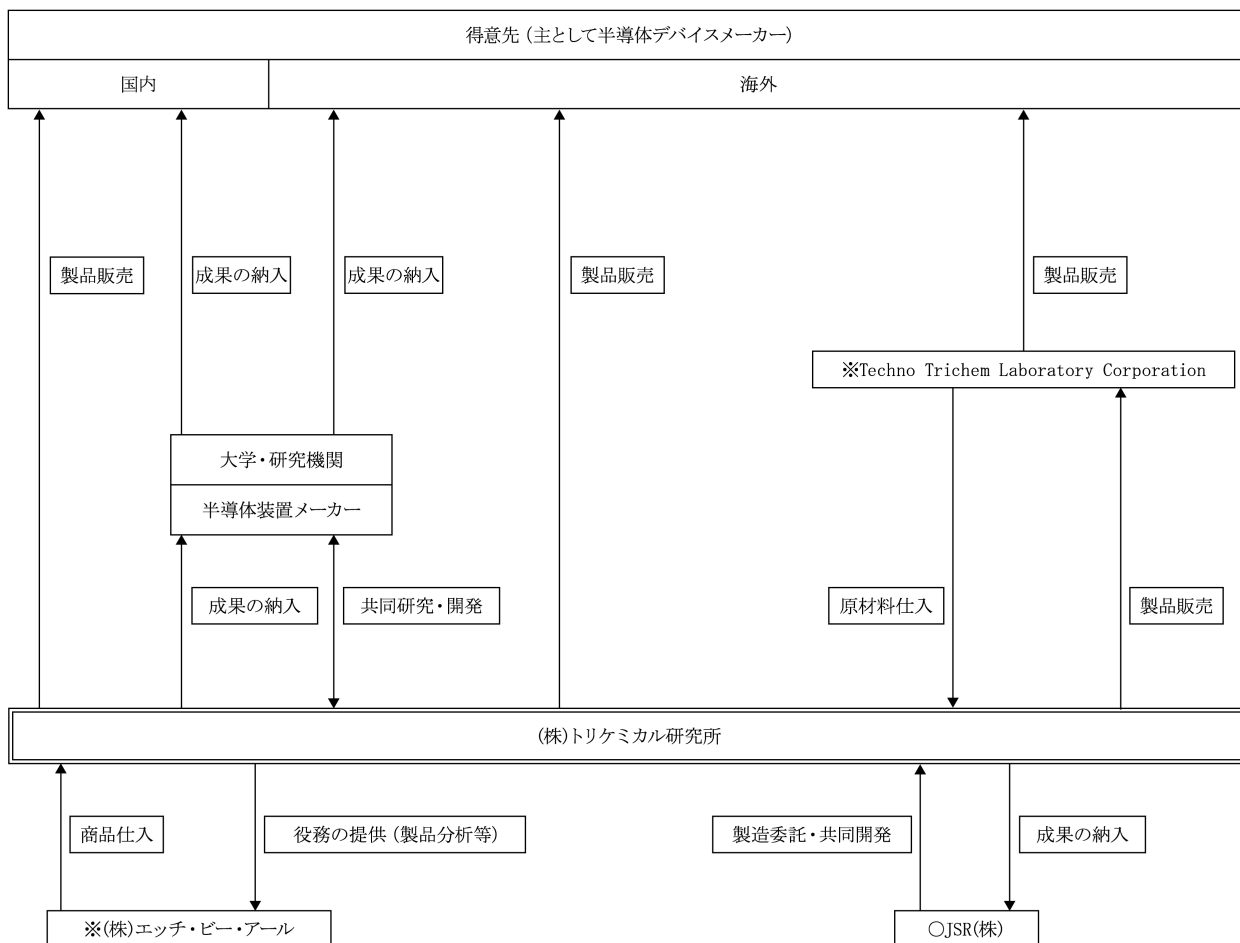 得意先（主として半導体デバイスメーカー）
国内
海外
製品販売
成果の納入
成果の納入
製品販売
製品販売
※Techno Trichem Laboratory Corporation
大学・研究機関
半導体装置メーカー
成果の納入
共同研究・開発
原材料仕入
製品販売
(株)トリケミカル研究所
商品仕入
役務の提供（製品分析等）
製造委託・共同開発
成果の納入
※(株)エッチ・ビー・アール
○JSR(株)